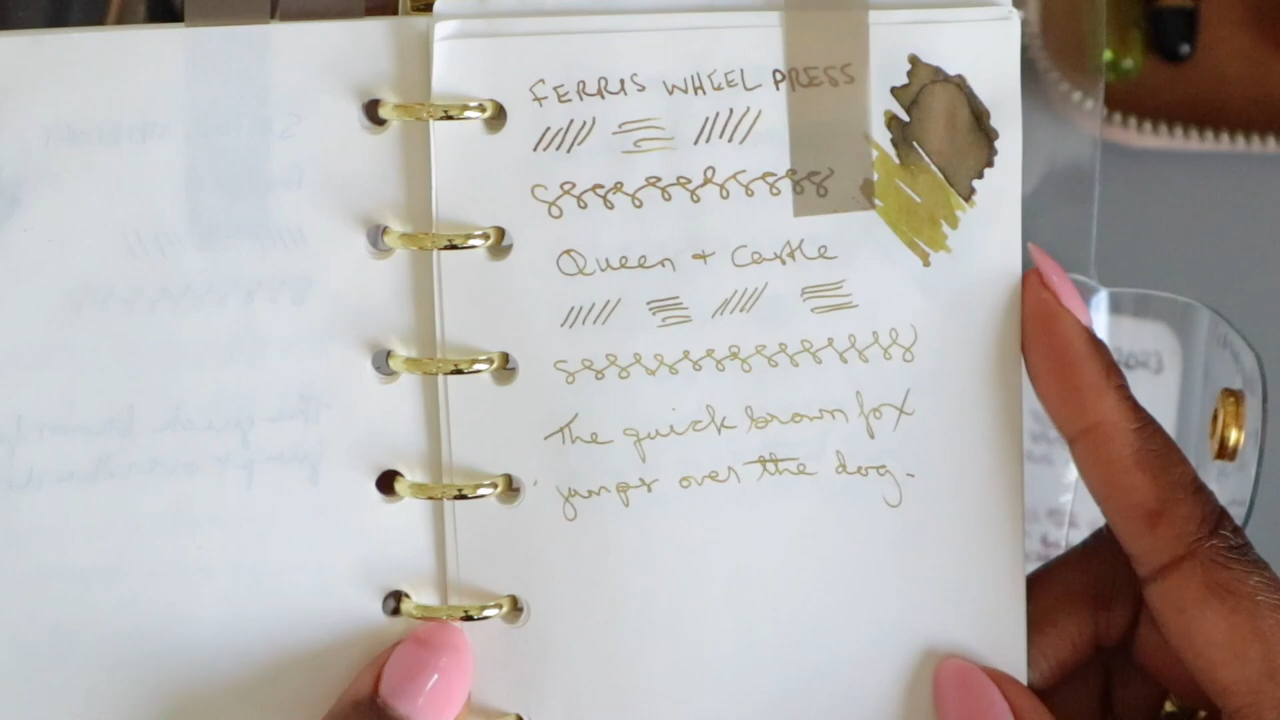 FERRIS WHEEL PRESS
Queen + Castle
The quick brown fox
jumps over the dog.